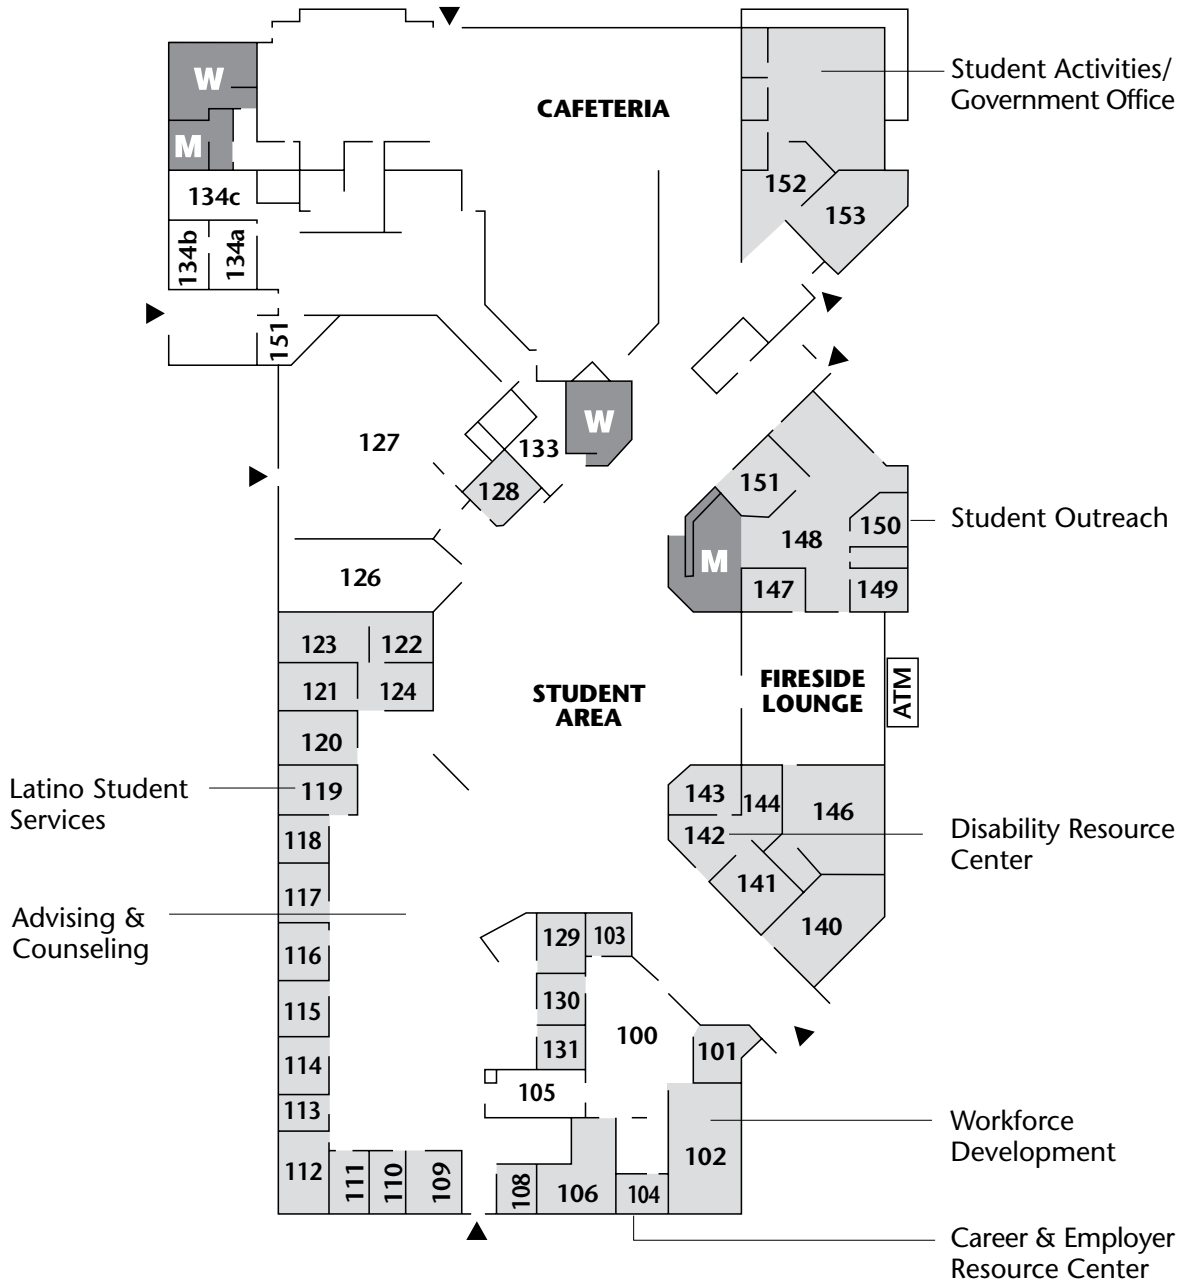 W
CAFETERIA
Student Activities/
Government Office
M
134c
152
153
134b
134a
151
W
127
133
128
151
150
Student Outreach
148
M
126
147
149
123
122
121
124
STUDENT
AREA
FIRESIDE
LOUNGE
ATM
120
Latino Student
Services
119
143
144
146
118
142
Disability Resource
Center
117
141
Advising &
Counseling
140
129
103
116
130
115
100
131
101
114
105
113
Workforce
Development
112
111
110
109
108
106
104
102
Career & Employer
Resource Center